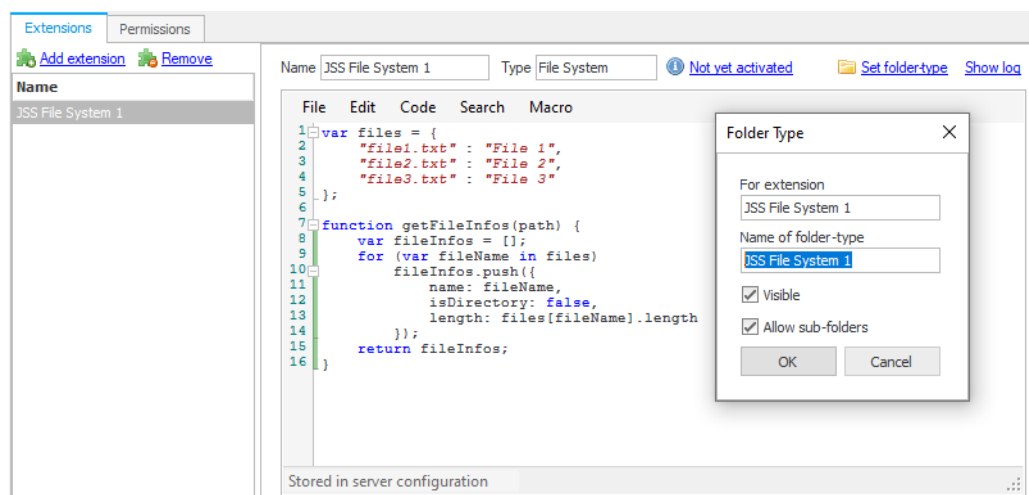 Extensions Permissions
Add extension Remove
Name
JSS File System 1
Name JSS File System 1 Type File System Not yet activated Set folder-type Show log
File Edit Code Search Macro
1 var files = {
2 "file1.txt" : "File 1",
3 "file2.txt" : "File 2",
4 "file3.txt" : "File 3"
5 };
6
7 function getFileInfos(path) {
8 var fileInfos = [];
9 for (var fileName in files)
10 fileInfos.push({
11 name: fileName,
12 isDirectory: false,
13 length: files[fileName].length
14 });
15 return fileInfos;
16 }
Stored in server configuration
Folder Type
For extension
JSS File System 1
Name of folder-type
JSS File System 1
Visible
Allow sub-folders
OK Cancel